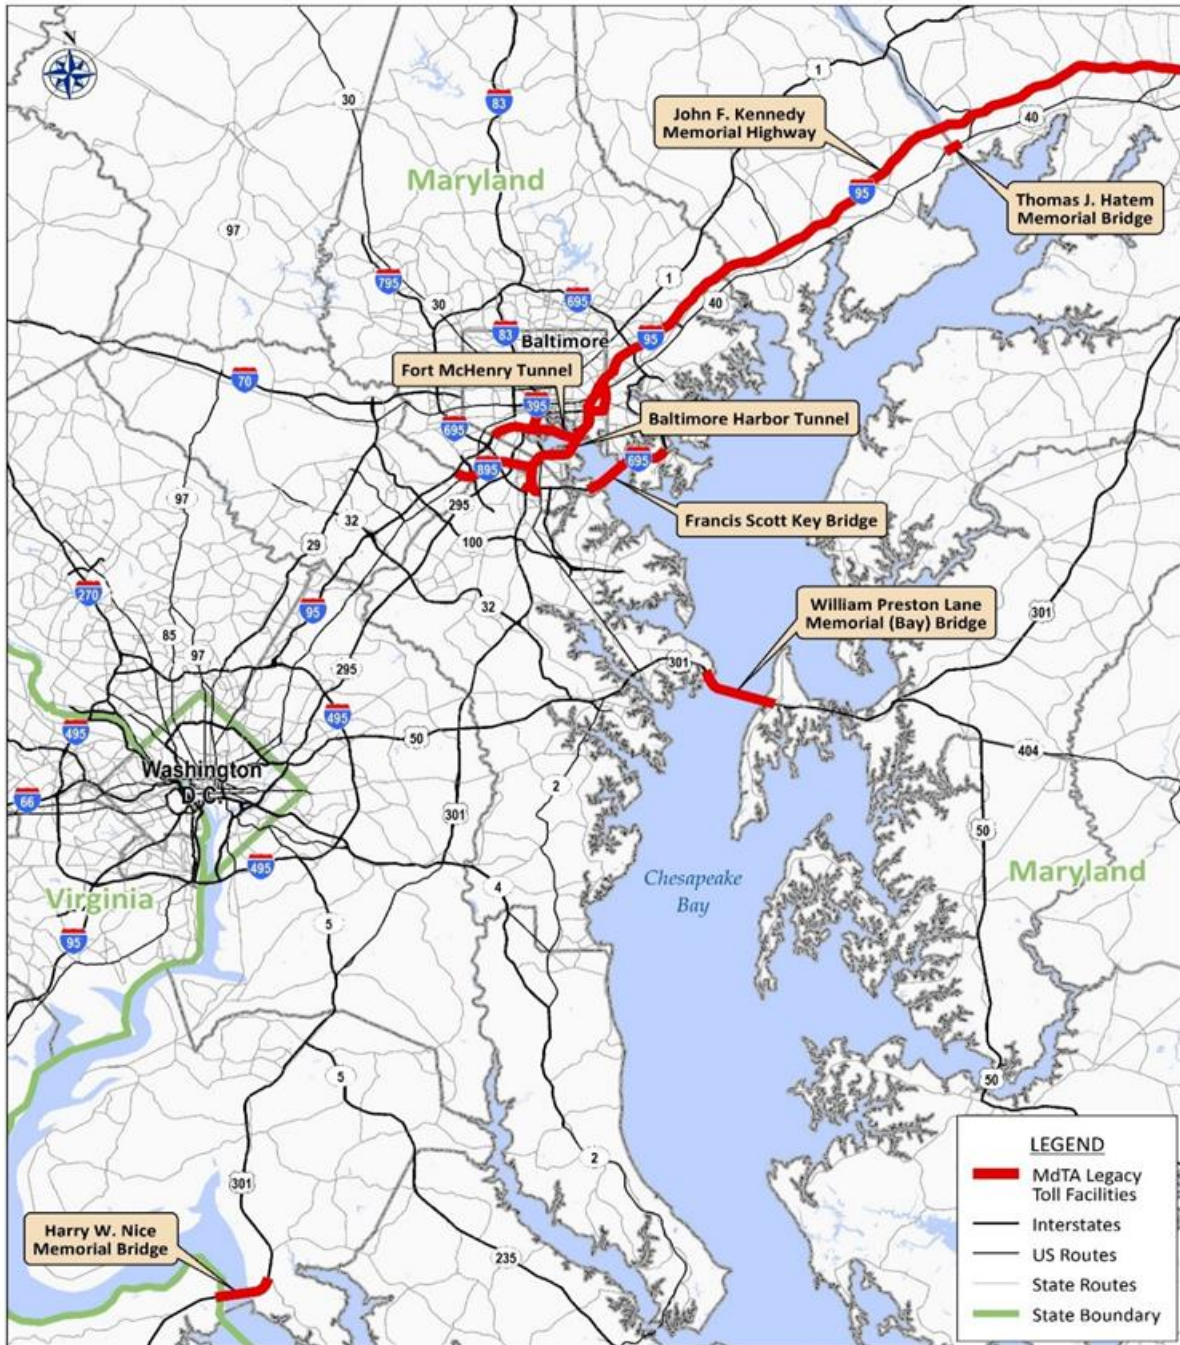 N
1
30
83
John F. Kennedy
Memorial Highway
40
Maryland
95
Thomas J. Hatem
Memorial Bridge
97
795
1
30
695
40
83
Baltimore
95
Fort McHenry Tunnel
70
395
695
Baltimore Harbor Tunnel
895
695
97
295
32
Francis Scott Key Bridge
29
100
270
95
32
William Preston Lane
Memorial (Bay) Bridge
301
85
97
295
301
495
495
50
404
Washington
D.C.
66
2
301
50
495
Chesapeake
Bay
Maryland
Virginia
4
95
5
5
50
2
301
Harry W. Nice
Memorial Bridge
235
LEGEND
MdTA Legacy
Toll Facilities
Interstates
US Routes
State Routes
State Boundary